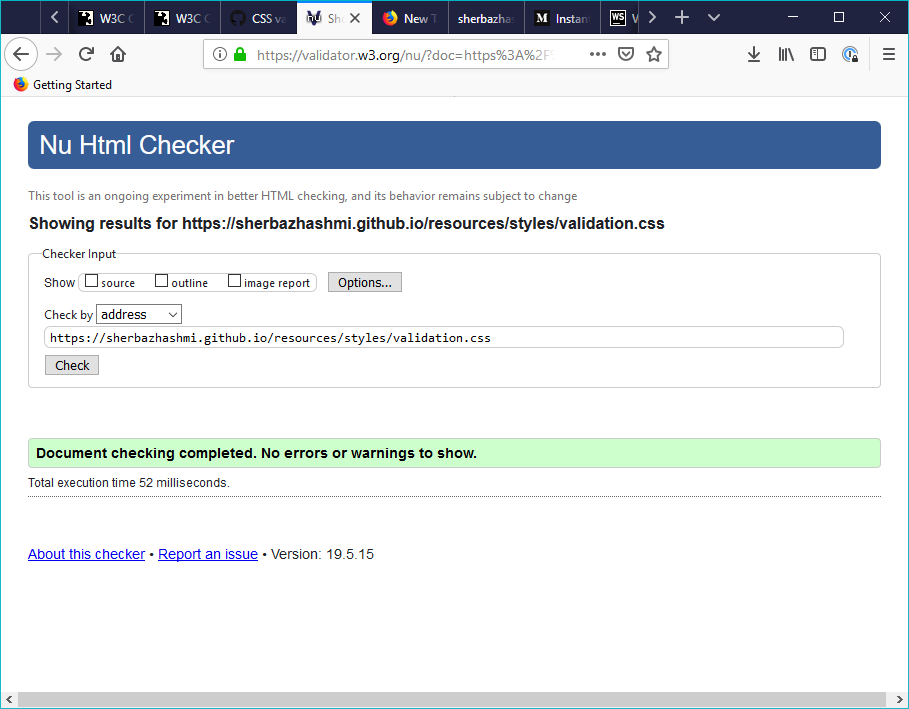 W3C
W3C
CSS va
Sh
New T
sherbazhas
Instan
WS
https://validator.w3.org/nu/?doc=https%3A%2F
Getting Started
Nu Html Checker
This tool is an ongoing experiment in better HTML checking, and its behavior remains subject to change
Showing results for https://sherbazhashmi.github.io/resources/styles/validation.css
Checker Input
Show source outline image report Options...
Check by address
https://sherbazhashmi.github.io/resources/styles/validation.css
Check
Document checking completed. No errors or warnings to show.
Total execution time 52 milliseconds.
About this checker • Report an issue • Version: 19.5.15